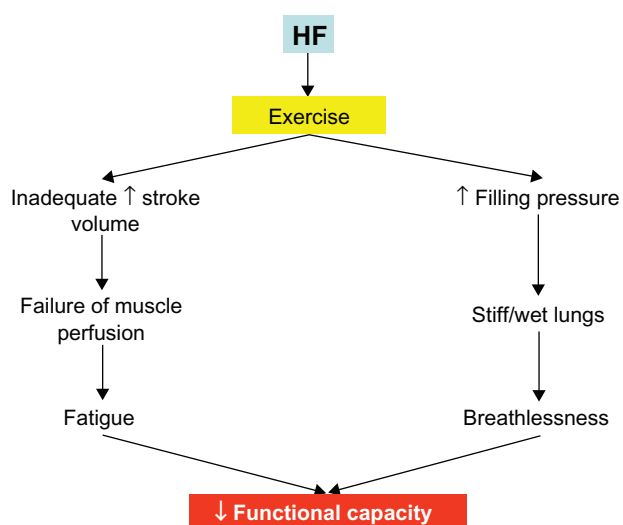 HF
Exercise
Inadequate ↑ stroke
volume
↑ Filling pressure
Failure of muscle
perfusion
Stiff/wet lungs
Fatigue
Breathlessness
↓ Functional capacity